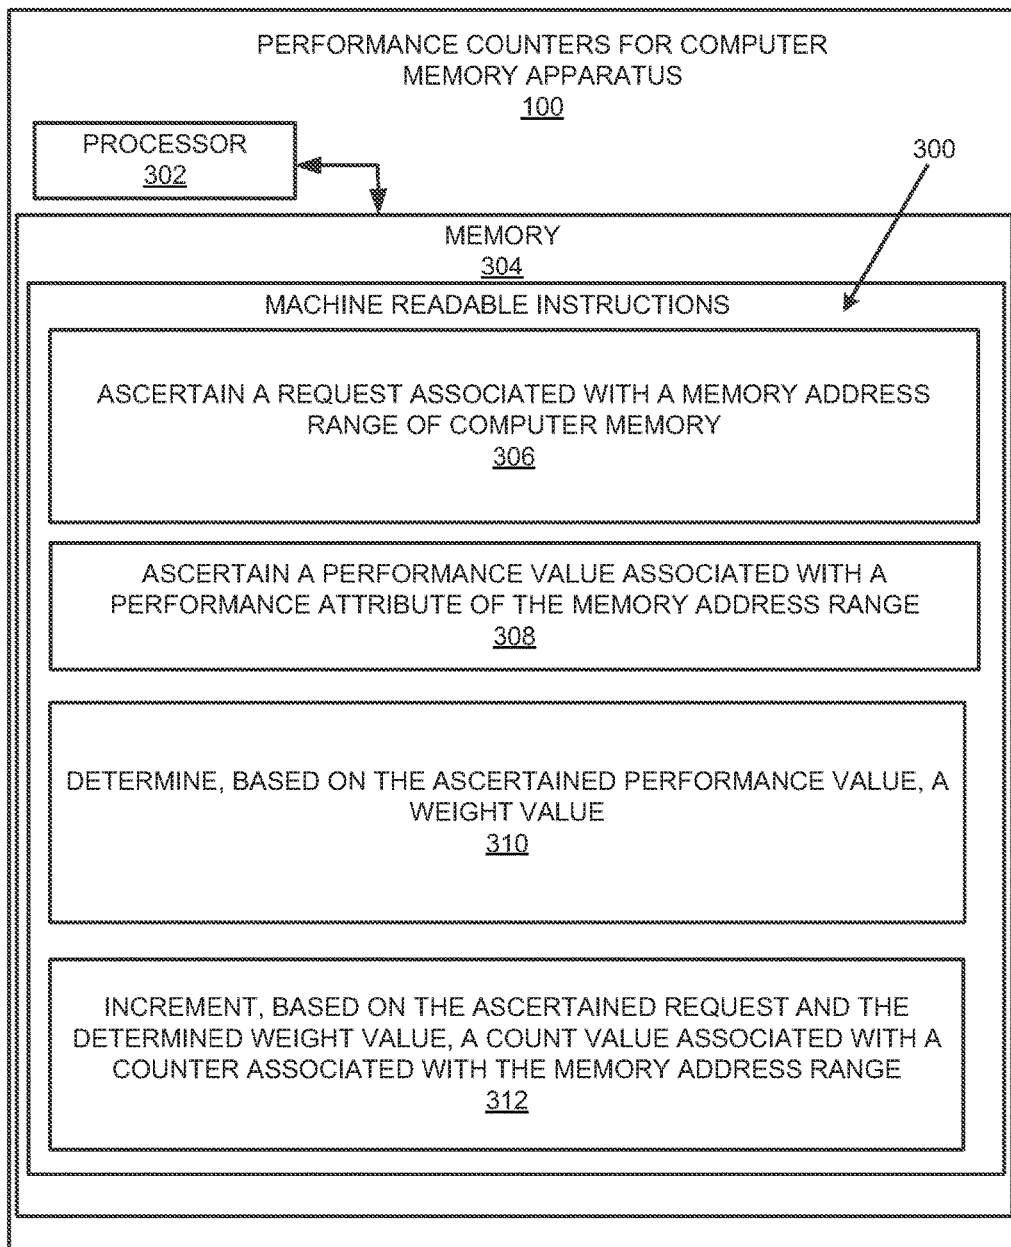 PERFORMANCE COUNTERS FOR COMPUTER
MEMORY APPARATUS
100
PROCESSOR
302
300
MEMORY
304
MACHINE READABLE INSTRUCTIONS
ASCERTAIN A REQUEST ASSOCIATED WITH A MEMORY ADDRESS
RANGE OF COMPUTER MEMORY
306
ASCERTAIN A PERFORMANCE VALUE ASSOCIATED WITH A
PERFORMANCE ATTRIBUTE OF THE MEMORY ADDRESS RANGE
308
DETERMINE, BASED ON THE ASCERTAINED PERFORMANCE VALUE, A
WEIGHT VALUE
310
INCREMENT, BASED ON THE ASCERTAINED REQUEST AND THE
DETERMINED WEIGHT VALUE, A COUNT VALUE ASSOCIATED WITH A
COUNTER ASSOCIATED WITH THE MEMORY ADDRESS RANGE
312